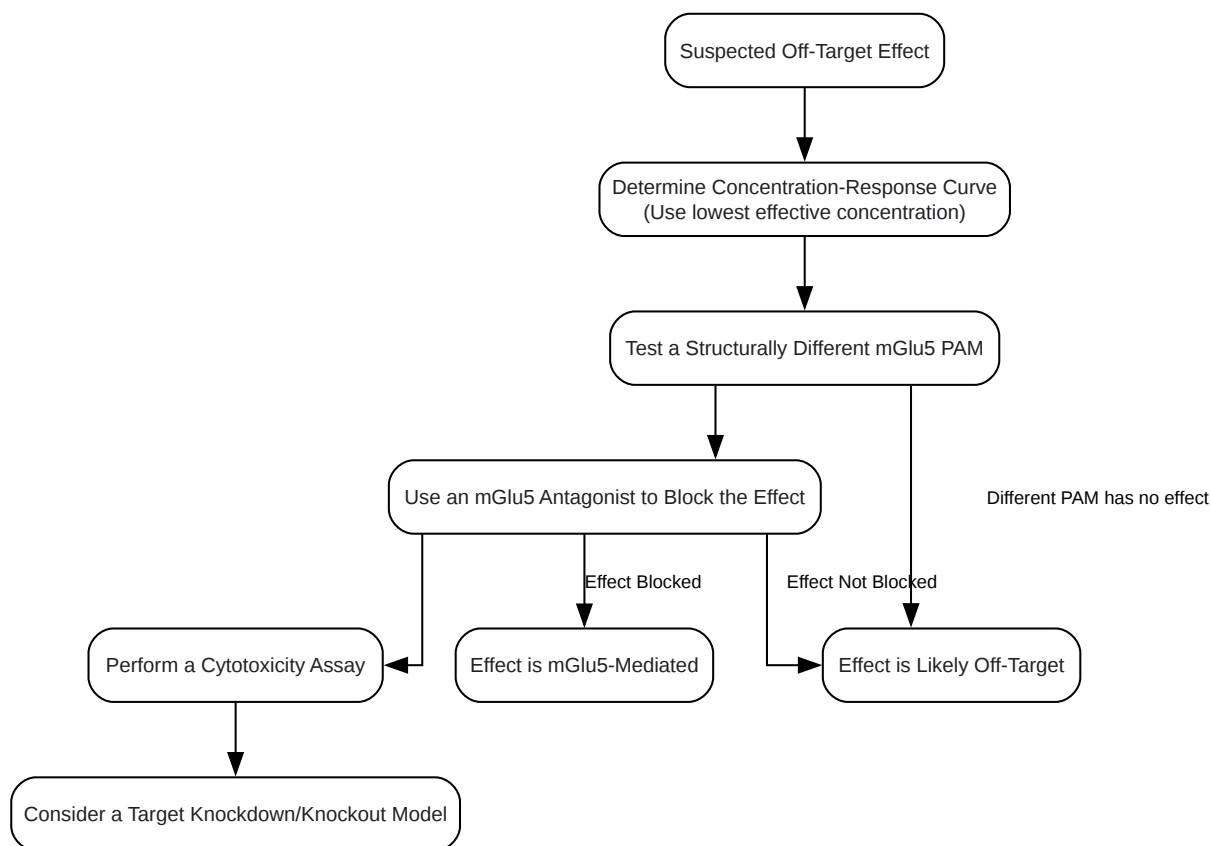 Suspected Off-Target Effect
Determine Concentration-Response Curve
(Use lowest effective concentration)
Test a Structurally Different mGlu5 PAM
Use an mGlu5 Antagonist to Block the Effect
Different PAM has no effect
Effect Blocked
Effect Not Blocked
Perform a Cytotoxicity Assay
Effect is mGlu5-Mediated
Effect is Likely Off-Target
Consider a Target Knockdown/Knockout Model